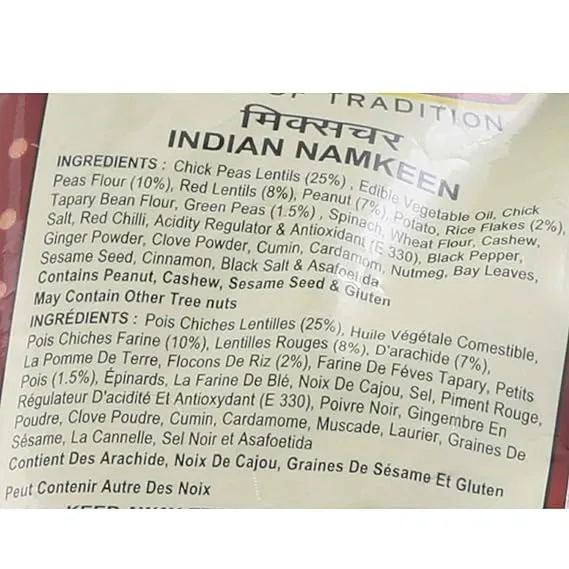 OF TRADITION
मिक्सचर
INDIAN NAMKEEN
INGREDIENTS : Chick Peas Lentils (25%) , Edible Vegetable Oil, Chick
Peas Flour (10%), Red Lentils (8%), Peanut (7%), Potato, Rice Flakes (2%),
Tapary Bean Flour, Green Peas (1.5%) , Spinach, Wheat Flour, Cashew,
Salt, Red Chilli, Acidity Regulator & Antioxidant (E 330), Black Pepper,
Ginger Powder, Clove Powder, Cumin, Cardamom, Nutmeg, Bay Leaves,
Sesame Seed, Cinnamon, Black Salt & Asafoetida
Contains Peanut, Cashew, Sesame Seed & Gluten
May Contain Other Tree nuts
INGRÉDIENTS : Pois Chiches Lentilles (25%), Huile Végétale Comestible,
Pois Chiches Farine (10%), Lentilles Rouges (8%), D'arachide (7%),
La Pomme De Terre, Flocons De Riz (2%), Farine De Féves Tapary, Petits
Pois (1.5%), Épinards, La Farine De Blé, Noix De Cajou, Sel, Piment Rouge,
Régulateur D'acidité Et Antioxydant (E 330), Poivre Noir, Gingembre En
Poudre, Clove Poudre, Cumin, Cardamome, Muscade, Laurier, Graines De
Sésame, La Cannelle, Sel Noir et Asafoetida
Contient Des Arachide, Noix De Cajou, Graines De Sésame Et Gluten
Peut Contenir Autre Des Noix
KEEP AWAY